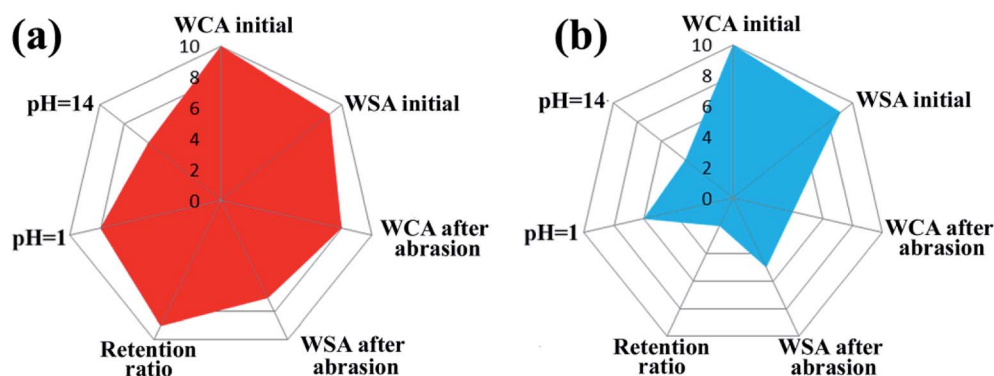 (a)
WCA initial
10
8
6
4
2
0
WSA initial
WCA after
abrasion
WSA after
abrasion
Retention
ratio
pH=1
pH=14
(b)
WCA initial
10
8
6
4
2
0
WSA initial
WCA after
abrasion
WSA after
abrasion
Retention
ratio
pH=1
pH=14